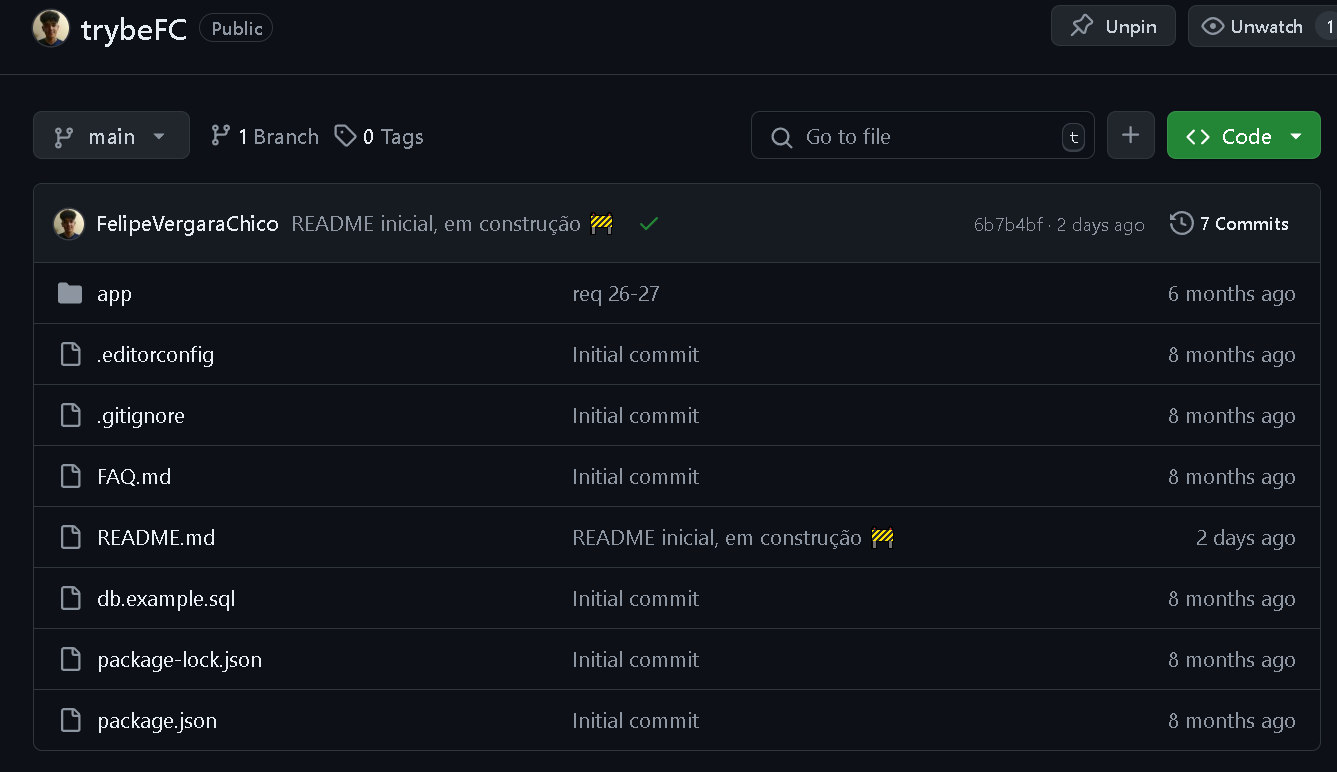 trybeFC Public Unpin Unwatch 1
main 1 Branch 0 Tags Go to file t + Code
FelipeVergaraChico README inicial, em construção 🚧 6b7b4bf · 2 days ago 7 Commits
app req 26-27 6 months ago
.editorconfig Initial commit 8 months ago
.gitignore Initial commit 8 months ago
FAQ.md Initial commit 8 months ago
README.md README inicial, em construção 🚧 2 days ago
db.example.sql Initial commit 8 months ago
package-lock.json Initial commit 8 months ago
package.json Initial commit 8 months ago